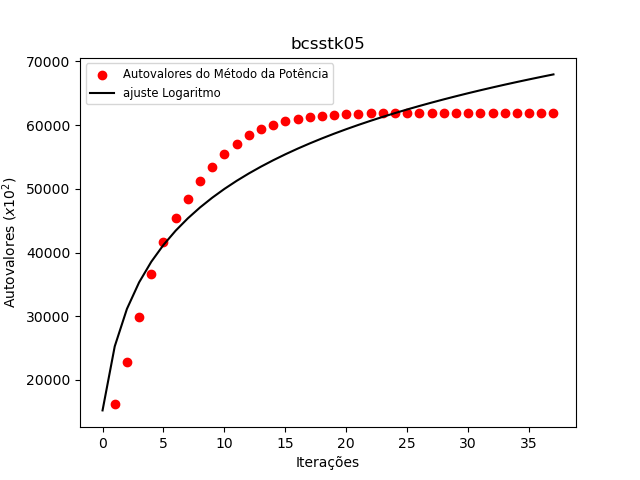 bcsstk05
Autovalores do Método da Potência
ajuste Logaritmo
70000
60000
50000
40000
30000
20000
Autovalores (x10²)
0 5 10 15 20 25 30 35
Iterações